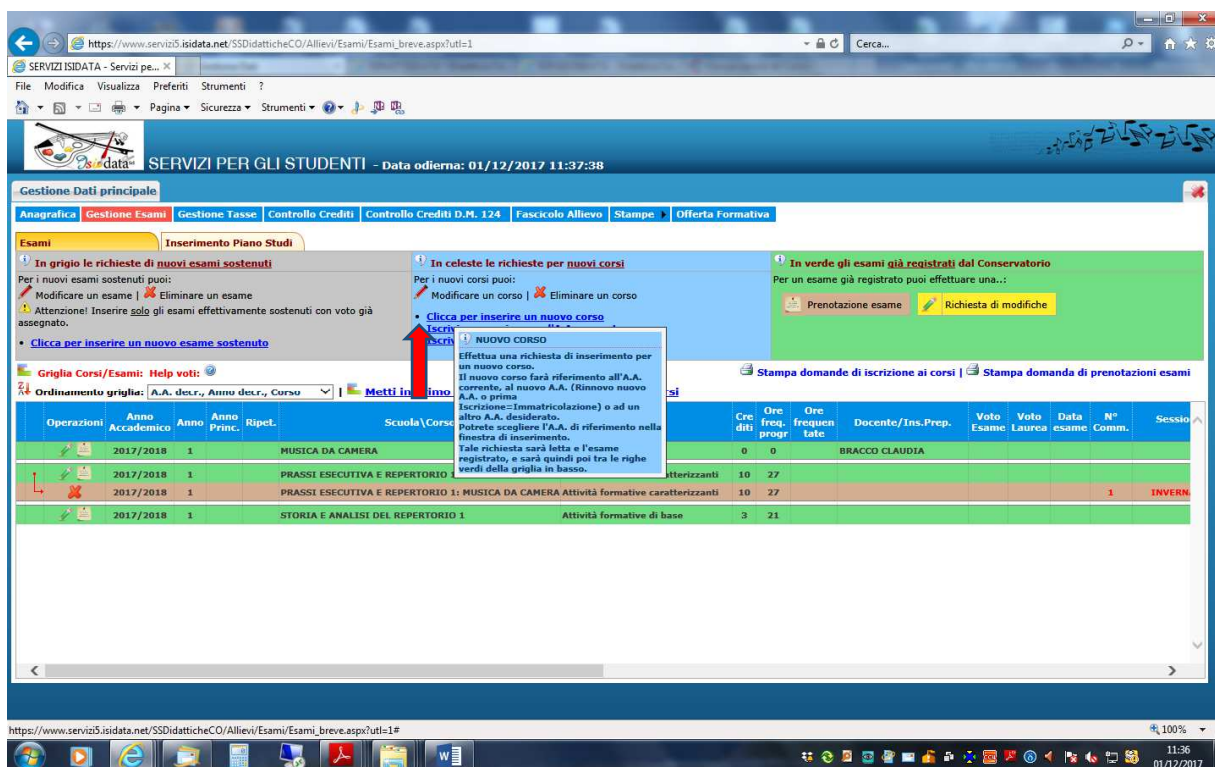 https://www.servizi5.isidata.net/SSDidatticheCO/Allievi/Esami/Esami_breve.aspx?utl=1
Cerca...
SERVIZI ISIDATA - Servizi pe...
File Modifica Visualizza Preferiti Strumenti ?
Pagina Sicurezza Strumenti
Isidata SERVIZI PER GLI STUDENTI - Data odierna: 01/12/2017 11:37:38
Gestione Dati principale
Anagrafica Gestione Esami Gestione Tasse Controllo Crediti Controllo Crediti D.M. 124 Fascicolo Allievo Stampe Offerta Formativa
Esami Inserimento Piano Studi
In grigio le richieste di nuovi esami sostenuti
Per i nuovi esami sostenuti puoi:
Modificare un esame | Eliminare un esame
Attenzione! Inserire solo gli esami effettivamente sostenuti con voto già
assegnato.
• Clicca per inserire un nuovo esame sostenuto
In celeste le richieste per nuovi corsi
Per i nuovi corsi puoi:
Modificare un corso | Eliminare un corso
• Clicca per inserire un nuovo corso
In verde gli esami già registrati dal Conservatorio
Per un esame già registrato puoi effettuare una..:
Prenotazione esame Richiesta di modifiche
NUOVO CORSO
Effettua una richiesta di inserimento per
un nuovo corso.
Il nuovo corso farà riferimento all'A.A.
corrente, al nuovo A.A. (Rinnovo nuovo
A.A. o prima
Iscrizione=Immatricolazione) o ad un
altro A.A. desiderato.
Potrete scegliere l'A.A. di riferimento nella
finestra di inserimento.
Tale richiesta sarà letta e l'esame
registrato, e sarà quindi poi tra le righe
verdi della griglia in basso.
Griglia Corsi/Esami: Help voti:
Stampa domande di iscrizione ai corsi | Stampa domanda di prenotazioni esami
Ordinamento griglia: A.A. decr., Anno decr., Corso | Metti in
Operazioni Anno Accademico Anno Anno Princ. Ripet. Scuola\Corso Cre diti Ore freq. progr Ore frequen tate Docente/Ins.Prep. Voto Esame Voto Laurea Data esame N° Comm. Sessio
2017/2018 1 MUSICA DA CAMERA 0 0 BRACCO CLAUDIA
2017/2018 1 PRASSI ESECUTIVA E REPERTORIO 1 10 27
2017/2018 1 PRASSI ESECUTIVA E REPERTORIO 1: MUSICA DA CAMERA Attività formative caratterizzanti 10 27 1 INVERN
2017/2018 1 STORIA E ANALISI DEL REPERTORIO 1 Attività formative di base 3 21
https://www.servizi5.isidata.net/SSDidatticheCO/Allievi/Esami/Esami_breve.aspx?utl=1#
100%
11:36
01/12/2017